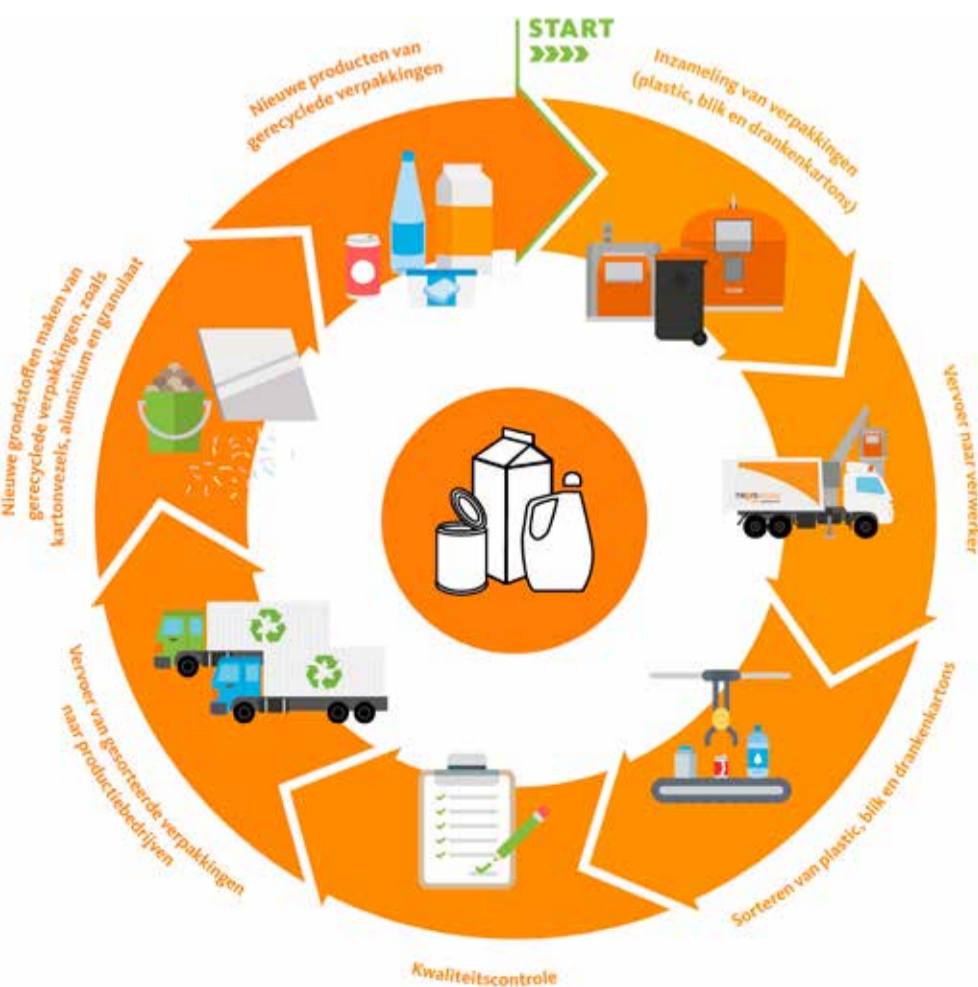 START
Inzameling van verpakkingen
(plastic, blik en drankenkartons)
Vervoer naar verwerker
Sorteren van plastic, blik en drankenkartons
Kwaliteitscontrole
Vervoer van gesorteerde verpakkingen
naar productiebedrijven
Nieuwe grondstoffen maken van
gerecyclede verpakkingen, zoals
kartonvezels, aluminium en granulaat
Nieuwe producten van
gerecyclede verpakkingen